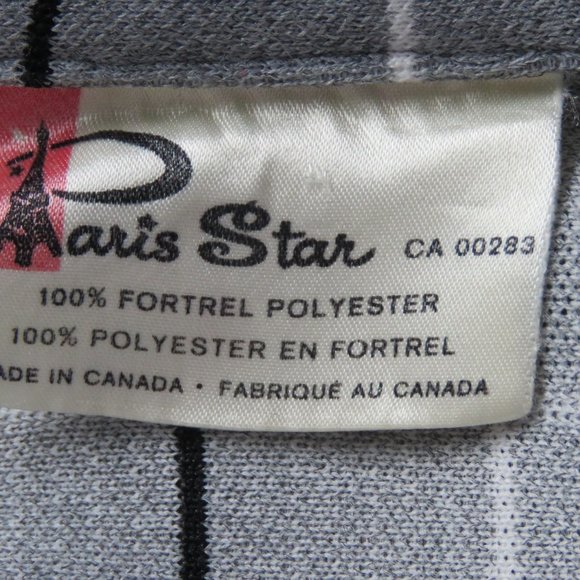 Paris Star CA 00283
100% FORTREL POLYESTER
100% POLYESTER EN FORTREL
ADE IN CANADA · FABRIQUÉ AU CANADA